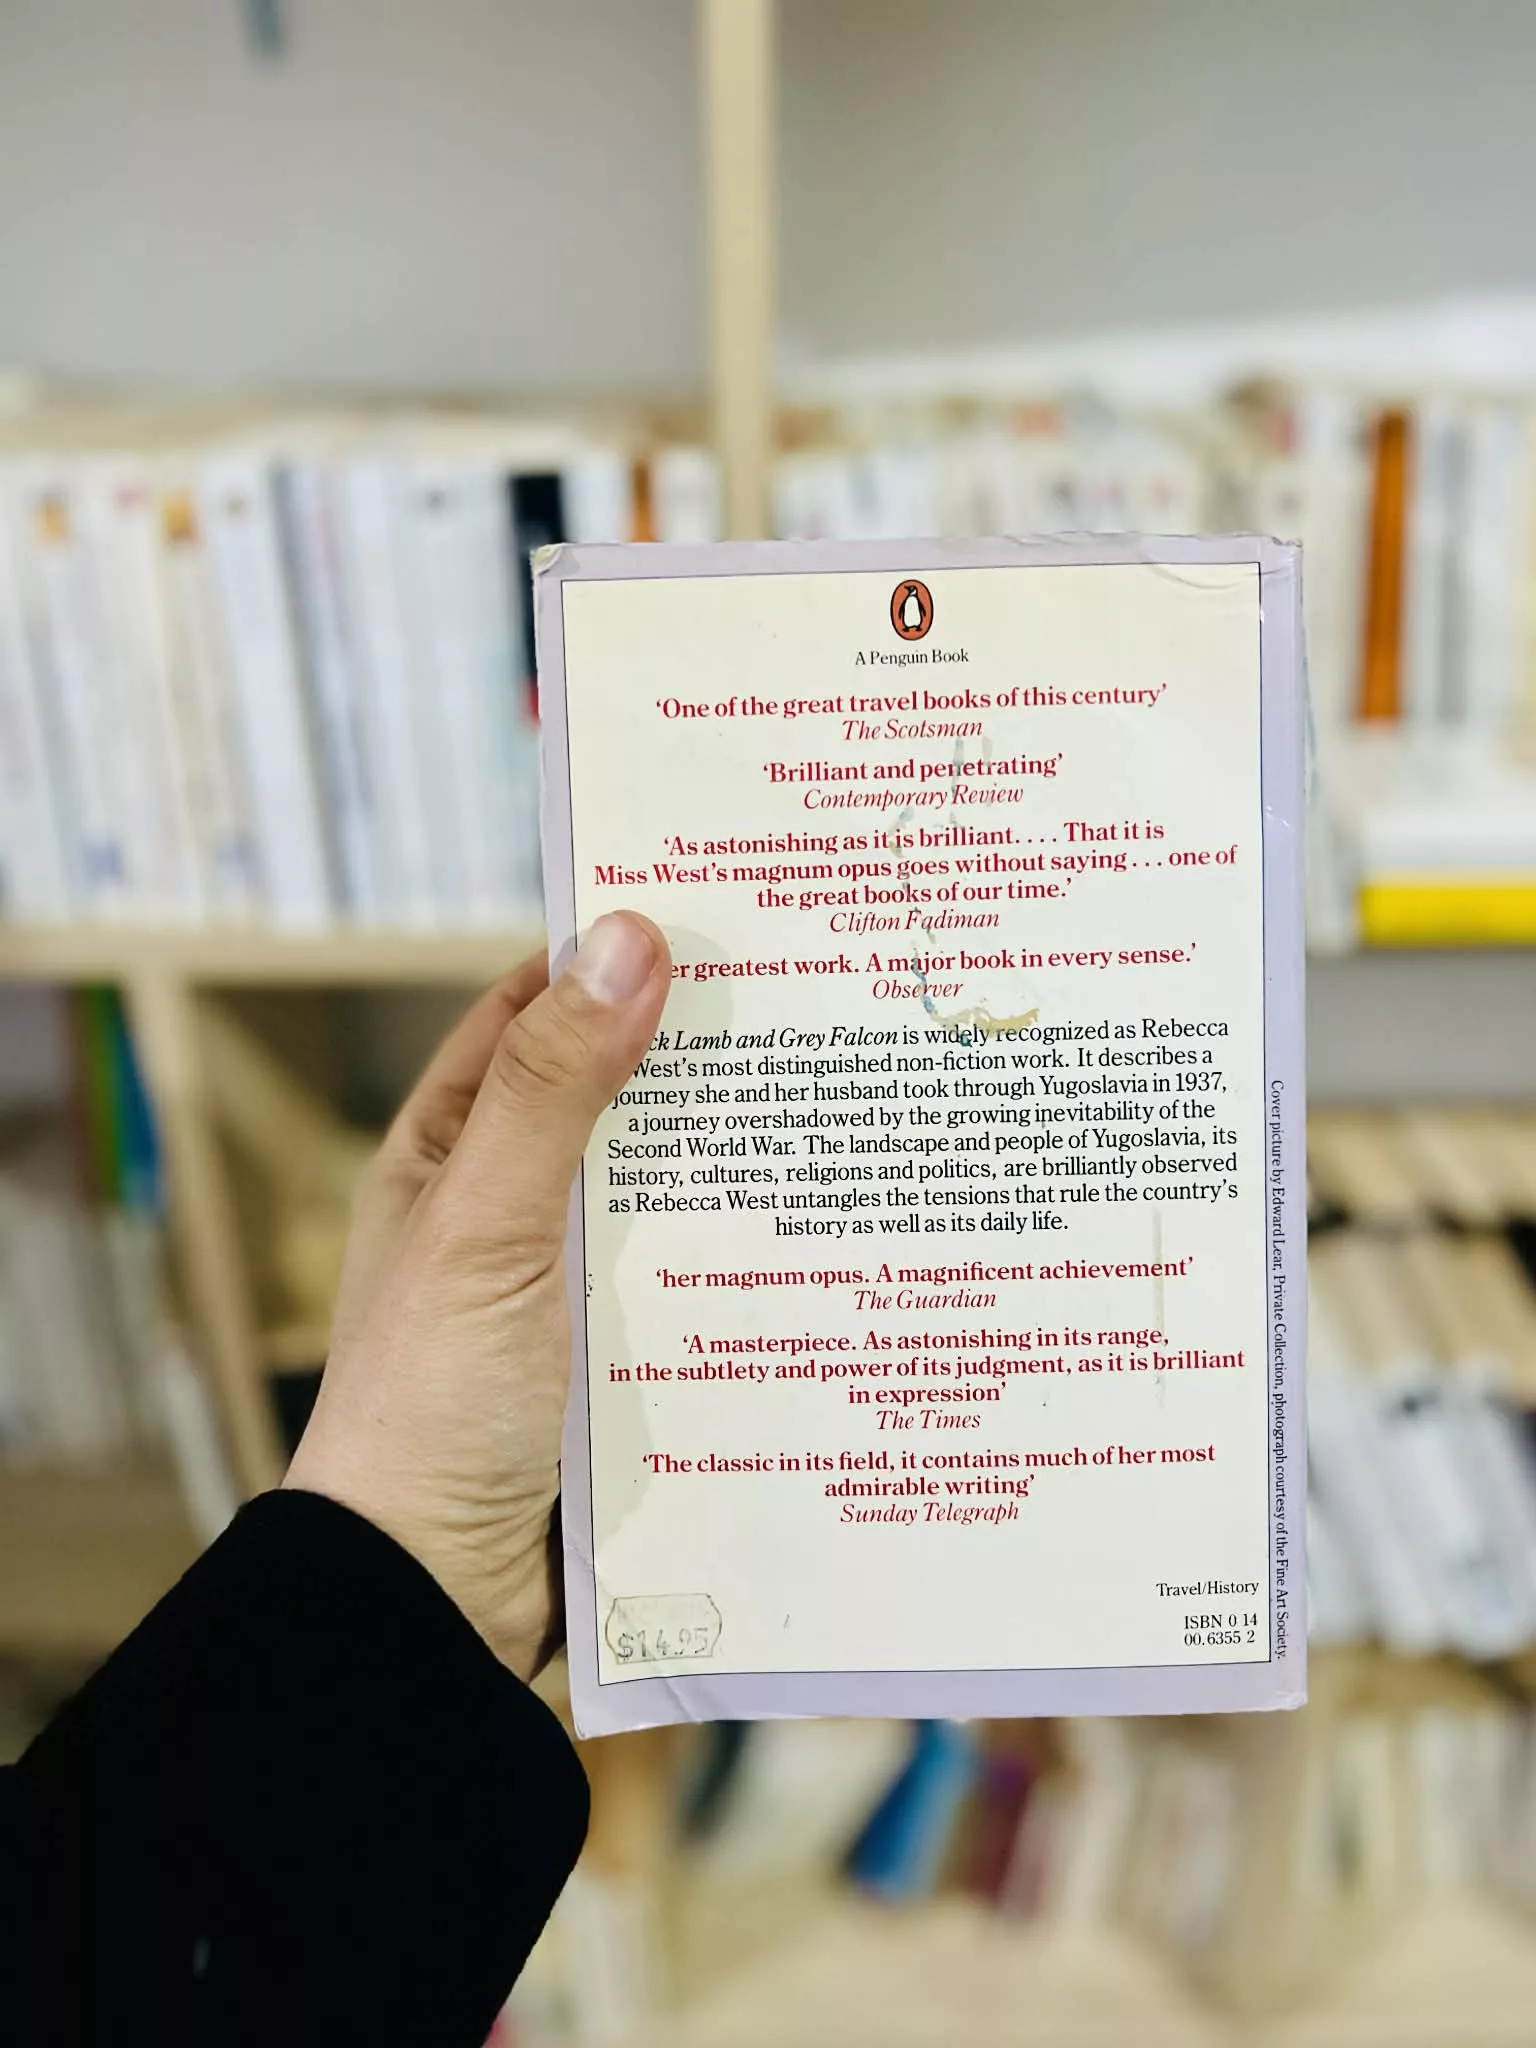 A Penguin Book
‘One of the great travel books of this century’
The Scotsman
‘Brilliant and penetrating’
Contemporary Review
‘As astonishing as it is brilliant. . . . That it is
Miss West’s magnum opus goes without saying . . . one of
the great books of our time.’
Clifton Fadiman
er greatest work. A major book in every sense.’
Observer
ck Lamb and Grey Falcon is widely recognized as Rebecca
West’s most distinguished non-fiction work. It describes a
journey she and her husband took through Yugoslavia in 1937,
a journey overshadowed by the growing inevitability of the
Second World War. The landscape and people of Yugoslavia, its
history, cultures, religions and politics, are brilliantly observed
as Rebecca West untangles the tensions that rule the country’s
history as well as its daily life.
‘her magnum opus. A magnificent achievement’
The Guardian
‘A masterpiece. As astonishing in its range,
in the subtlety and power of its judgment, as it is brilliant
in expression’
The Times
‘The classic in its field, it contains much of her most
admirable writing’
Sunday Telegraph
$14.95
Travel/History
ISBN 0 14
00.6355 2
Cover picture by Edward Lear, Private Collection, photograph courtesy of the Fine Art Society.